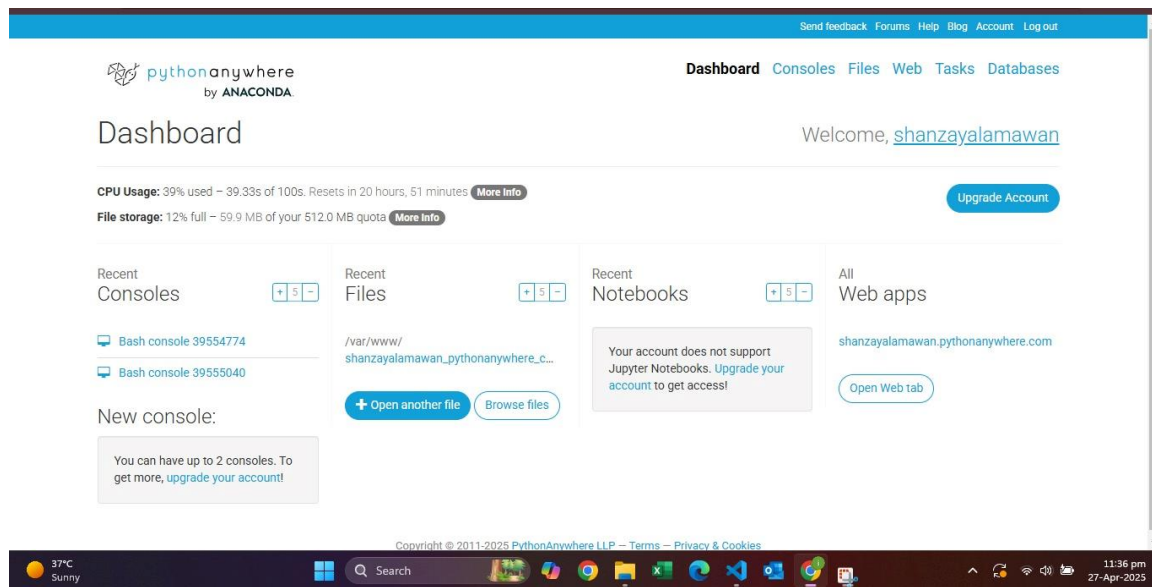 Send feedback Forums Help Blog Account Log out
pythonanywhere
by ANACONDA.
Dashboard Consoles Files Web Tasks Databases
Dashboard
Welcome, shanzayalamawan
CPU Usage: 39% used – 39.33s of 100s. Resets in 20 hours, 51 minutes More Info
File storage: 12% full – 59.9 MB of your 512.0 MB quota More Info
Upgrade Account
Recent
Consoles
+ 5 -
Bash console 39554774
Bash console 39555040
New console:
You can have up to 2 consoles. To
get more, upgrade your account!
Recent
Files
+ 5 -
/var/www/
shanzayalamawan_pythonanywhere_c...
+ Open another file
Browse files
Recent
Notebooks
+ 5 -
Your account does not support
Jupyter Notebooks. Upgrade your
account to get access!
All
Web apps
shanzayalamawan.pythonanywhere.com
Open Web tab
Copyright © 2011-2025 PythonAnywhere LLP — Terms — Privacy & Cookies
37°C
Sunny
Search
11:36 pm
27-Apr-2025